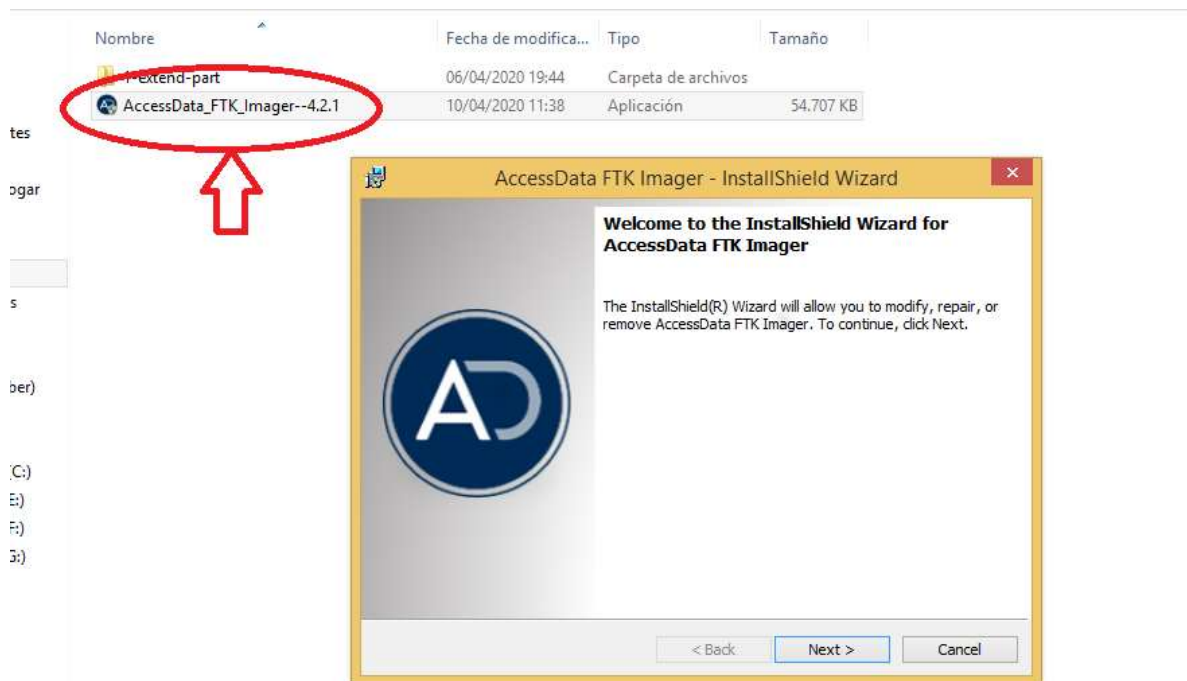 Nombre Fecha de modifica... Tipo Tamaño
1-Extend-part 06/04/2020 19:44 Carpeta de archivos
AccessData_FTK_Imager--4.2.1 10/04/2020 11:38 Aplicación 54.707 KB
tes
ogar
s
ber)
C:)
E:)
F:)
G:)
AccessData FTK Imager - InstallShield Wizard
Welcome to the InstallShield Wizard for
AccessData FTK Imager
The InstallShield(R) Wizard will allow you to modify, repair, or
remove AccessData FTK Imager. To continue, click Next.
AD
< Back Next > Cancel